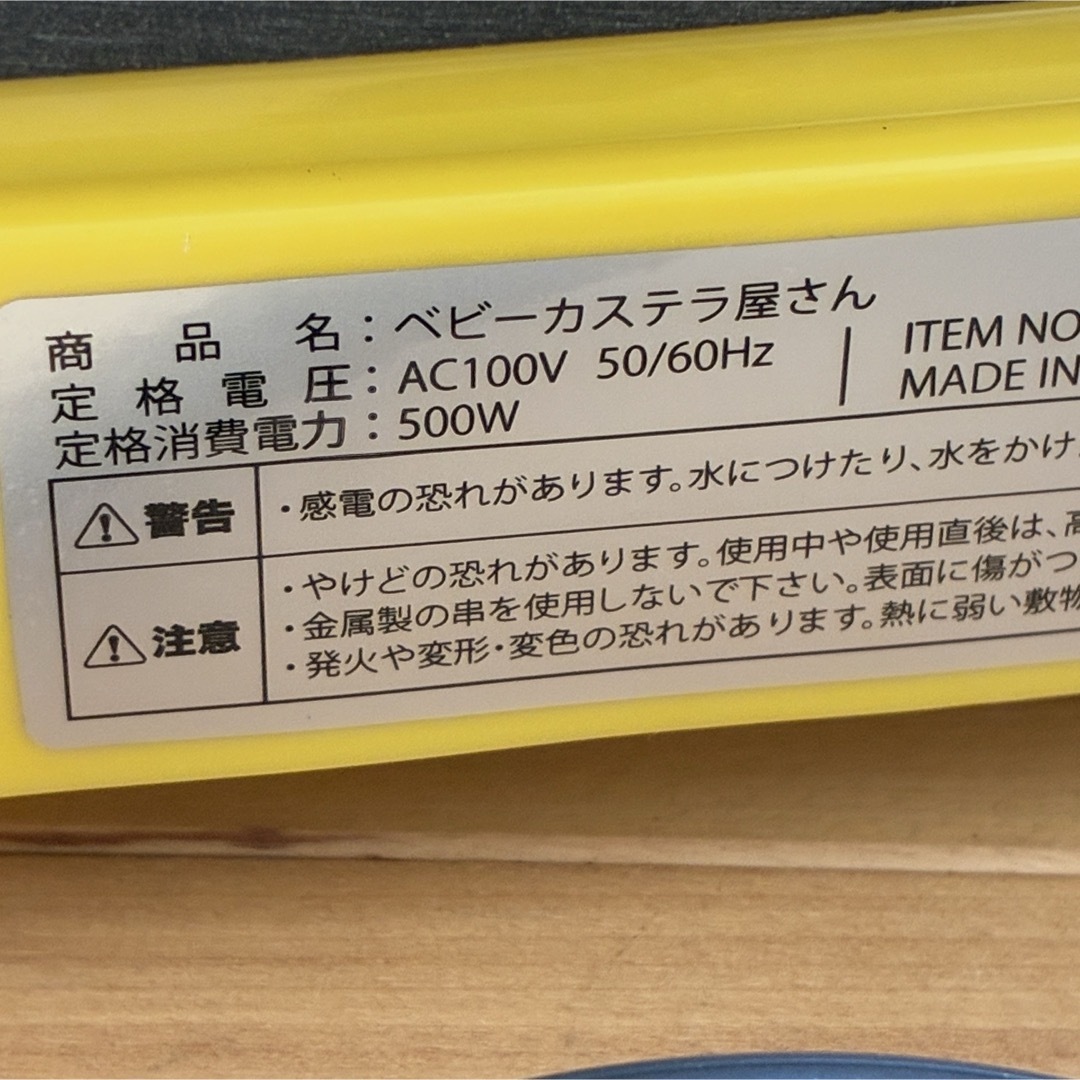 商品名：ベビーカステラ屋さん
定格電圧：AC100V 50/60Hz
定格消費電力：500W
ITEM NO
MADE IN
警告
・感電の恐れがあります。水につけたり、水をかけ
注意
・やけどの恐れがあります。使用中や使用直後は、高
・金属製の串を使用しないで下さい。表面に傷がつ
・発火や変形・変色の恐れがあります。熱に弱い敷物